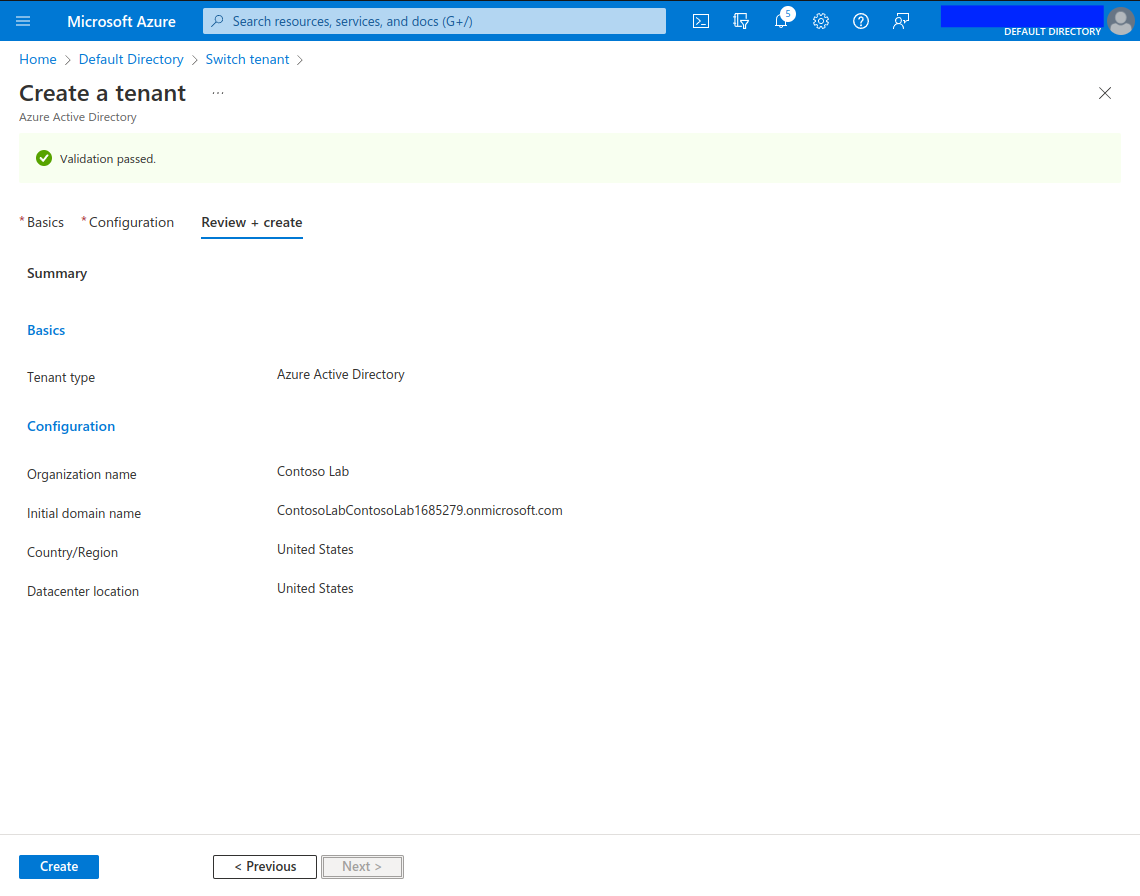 Microsoft Azure
Search resources, services, and docs (G+/)
5
DEFAULT DIRECTORY
Home > Default Directory > Switch tenant >
Create a tenant ...
Azure Active Directory
Validation passed.
* Basics * Configuration Review + create
Summary
Basics
Tenant type Azure Active Directory
Configuration
Organization name Contoso Lab
Initial domain name ContosoLabContosoLab1685279.onmicrosoft.com
Country/Region United States
Datacenter location United States
Create < Previous Next >